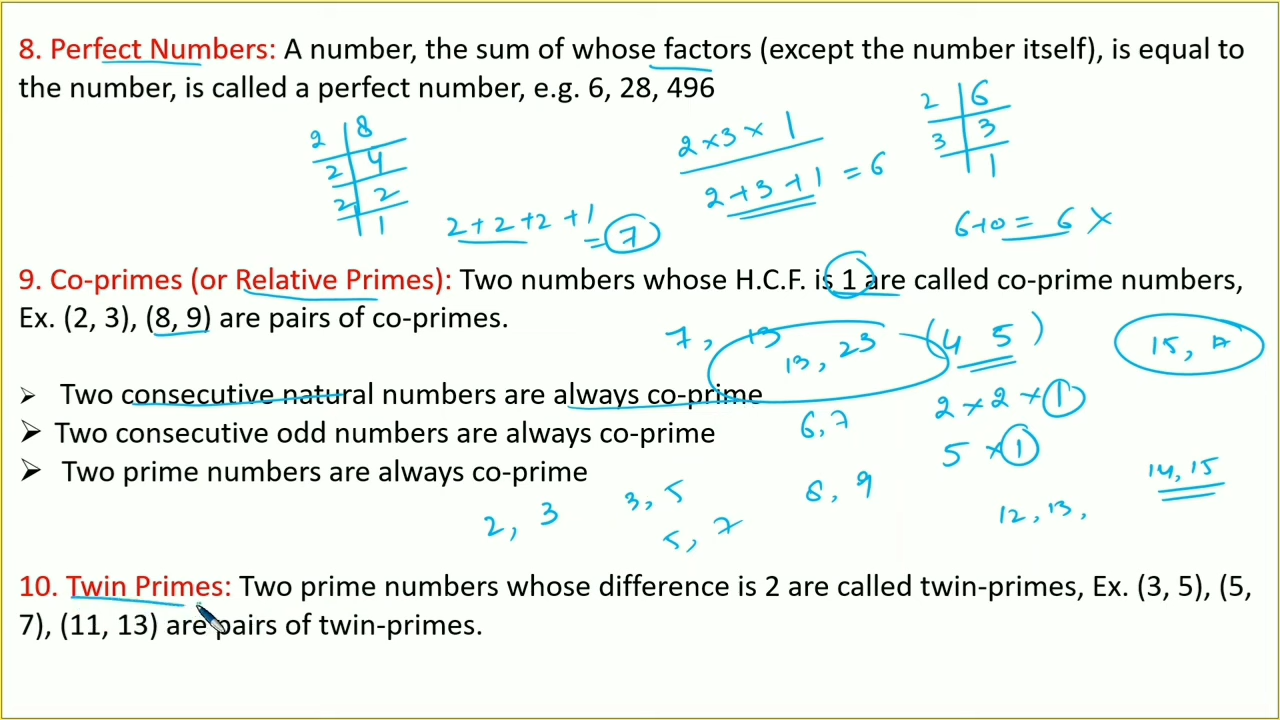 8. Perfect Numbers: A number, the sum of whose factors (except the number itself), is equal to
the number, is called a perfect number, e.g. 6, 28, 496
2 | 8
2 | 4
2 | 2
1
2 + 2 + 2 + 1
= 7
2 × 3 × 1
2 + 3 + 1 = 6
2 | 6
3 | 3
1
6+0 = 6 ×
9. Co-primes (or Relative Primes): Two numbers whose H.C.F. is 1 are called co-prime numbers,
Ex. (2, 3), (8, 9) are pairs of co-primes.
7, 13
13, 23
(4 5)
15,
➢ Two consecutive natural numbers are always co-prime
2 × 2 × 1
➢ Two consecutive odd numbers are always co-prime
6, 7
5 × 1
➢ Two prime numbers are always co-prime
14, 15
2, 3
3, 5
5, 7
8, 9
12, 13,
10. Twin Primes: Two prime numbers whose difference is 2 are called twin-primes, Ex. (3, 5), (5,
7), (11, 13) are pairs of twin-primes.